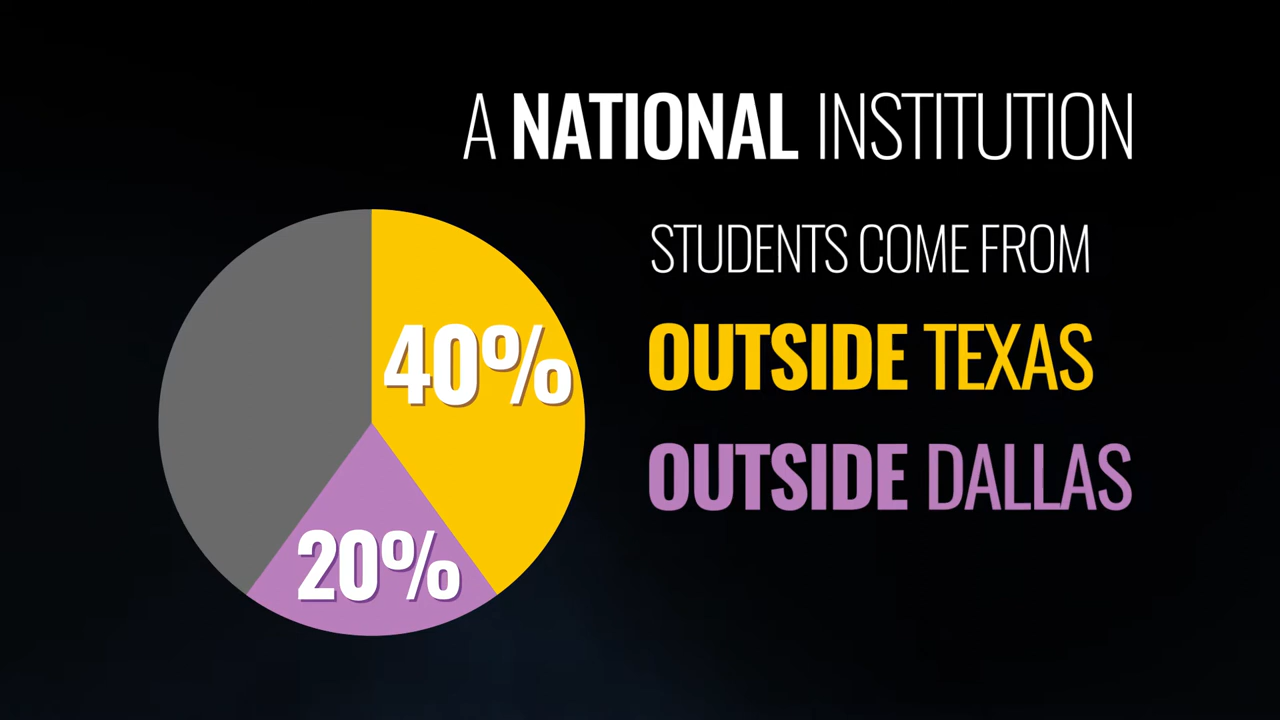 A NATIONAL INSTITUTION
STUDENTS COME FROM
OUTSIDE TEXAS
OUTSIDE DALLAS
40%
20%